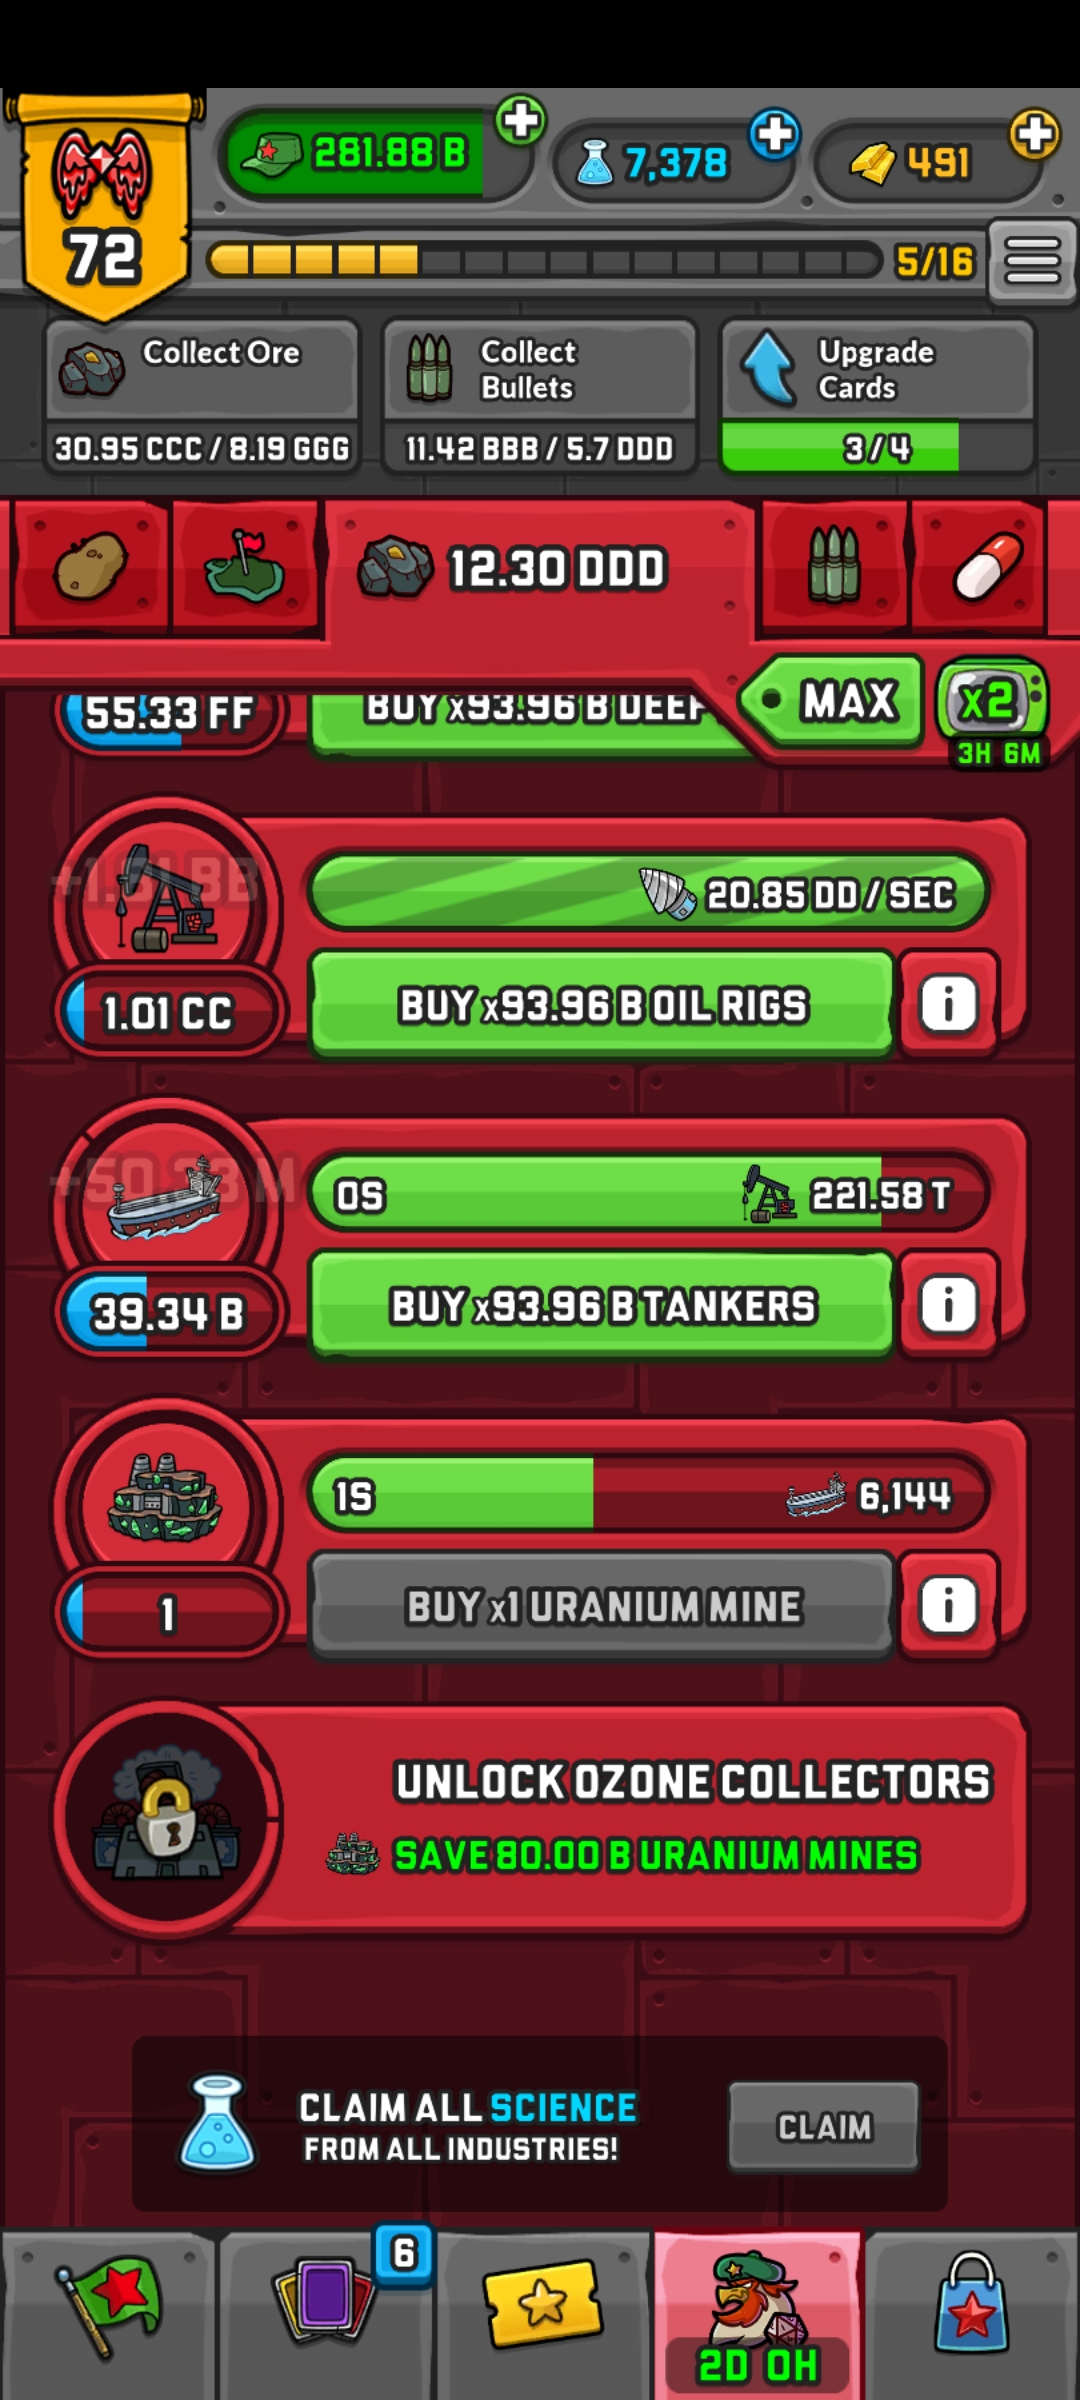 72
281.88 B
7,378
491
5/16
Collect Ore
30.95 CCC / 8.19 GGG
Collect
Bullets
11.42 BBB / 5.7 DDD
Upgrade
Cards
3/4
12.30 DDD
MAX
x2
3H 6M
55.33 FF
BUY x93.96 B DEEP
20.85 DD / SEC
1.01 CC
BUY x93.96 B OIL RIGS
i
0S
221.58 T
39.34 B
BUY x93.96 B TANKERS
i
1S
6,144
1
BUY x1 URANIUM MINE
i
UNLOCK OZONE COLLECTORS
SAVE 80.00 B URANIUM MINES
CLAIM ALL SCIENCE
FROM ALL INDUSTRIES!
CLAIM
6
2D 0H